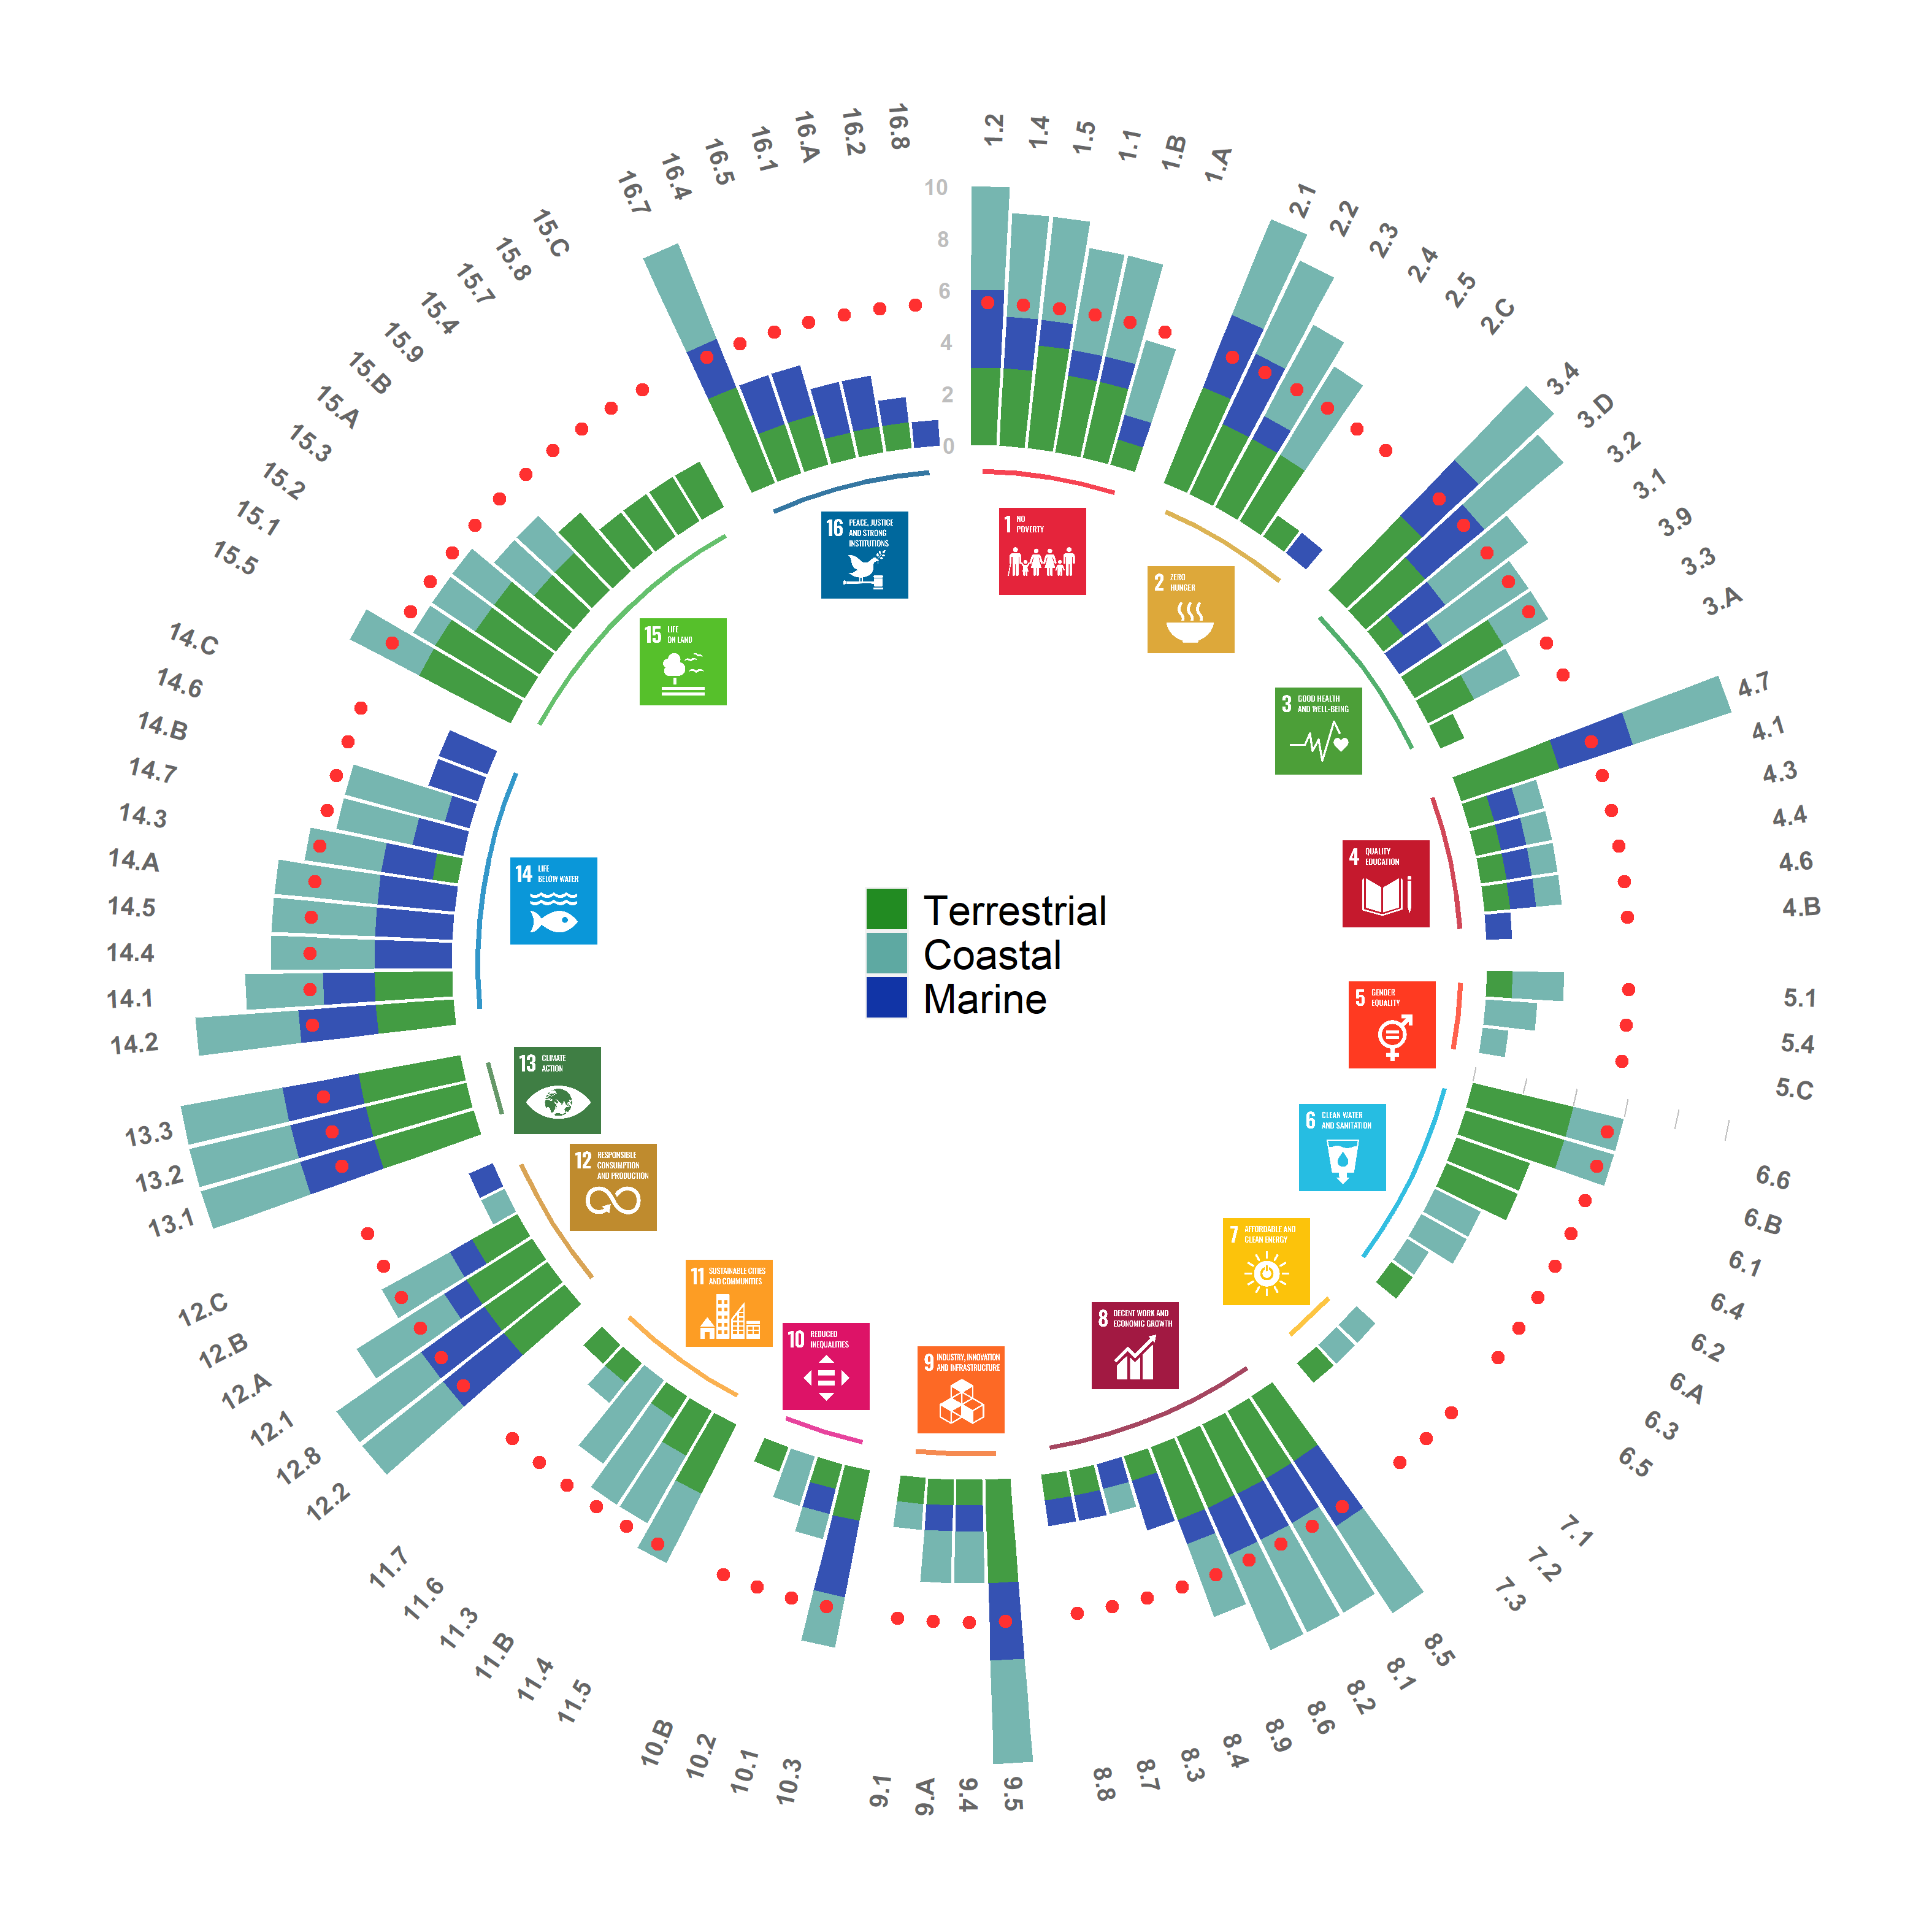 1.2
1.4
1.5
1.1
1.B
1.A
2.1
2.2
2.3
2.4
2.5
2.C
3.4
3.D
3.2
3.1
3.9
3.3
3.A
4.7
4.1
4.3
4.4
4.6
4.B
5.1
5.4
5.C
6.6
6.B
6.1
6.4
6.2
6.A
6.3
6.5
7.1
7.2
7.3
8.5
8.1
8.2
8.6
8.9
8.4
8.3
8.7
8.8
9.5
9.4
9.A
9.1
10.3
10.1
10.2
10.B
11.5
11.4
11.B
11.3
11.6
11.7
12.2
12.8
12.1
12.A
12.B
12.C
13.1
13.2
13.3
14.2
14.1
14.4
14.5
14.A
14.3
14.7
14.B
14.6
14.C
15.5
15.1
15.2
15.3
15.A
15.B
15.9
15.4
15.7
15.8
15.C
16.7
16.4
16.5
16.1
16.A
16.2
16.8
10
8
6
4
2
0
1 NO
POVERTY
2 ZERO
HUNGER
3 GOOD HEALTH
AND WELL-BEING
4 QUALITY
EDUCATION
5 GENDER
EQUALITY
6 CLEAN WATER
AND SANITATION
7 AFFORDABLE AND
CLEAN ENERGY
8 DECENT WORK AND
ECONOMIC GROWTH
9 INDUSTRY, INNOVATION
AND INFRASTRUCTURE
10 REDUCED
INEQUALITIES
11 SUSTAINABLE CITIES
AND COMMUNITIES
12 RESPONSIBLE
CONSUMPTION
AND PRODUCTION
13 CLIMATE
ACTION
14 LIFE
BELOW WATER
15 LIFE
ON LAND
16 PEACE, JUSTICE
AND STRONG
INSTITUTIONS
Terrestrial
Coastal
Marine